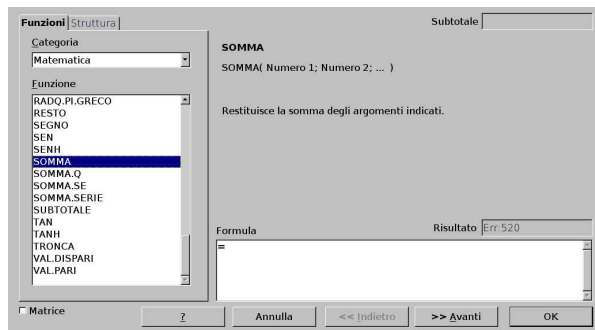 Funzioni Struttura
Subtotale
Categoria
Matematica
Funzione
RADQ.PI.GRECO
RESTO
SEGNO
SEN
SENH
SOMMA
SOMMA.Q
SOMMA.SE
SOMMA.SERIE
SUBTOTALE
TAN
TANH
TRONCA
VAL.DISPARI
VAL.PARI
SOMMA
SOMMA( Numero 1; Numero 2; ... )
Restituisce la somma degli argomenti indicati.
Formula
Risultato Err:520
=
Matrice
? Annulla << Indietro >> Avanti OK